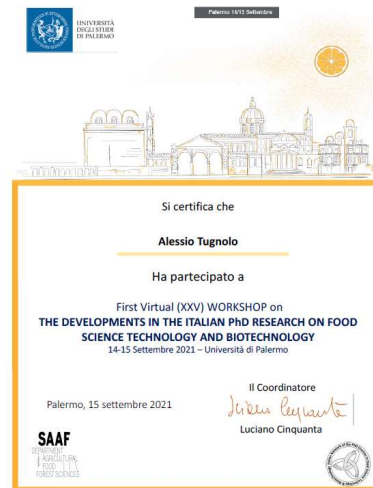 UNIVERSITÀ
DEGLI STUDI
DI PALERMO
Palermo 14/15 Settembre
Si certifica che
Alessio Tugnolo
Ha partecipato a
First Virtual (XXV) WORKSHOP on
THE DEVELOPMENTS IN THE ITALIAN PhD RESEARCH ON FOOD
SCIENCE TECHNOLOGY AND BIOTECHNOLOGY
14-15 Settembre 2021 – Università di Palermo
Il Coordinatore
Palermo, 15 settembre 2021
Luciano Cinquanta
SAAF
DEPARTMENT
AGRICULTURAL
FOOD
FOREST SCIENCES